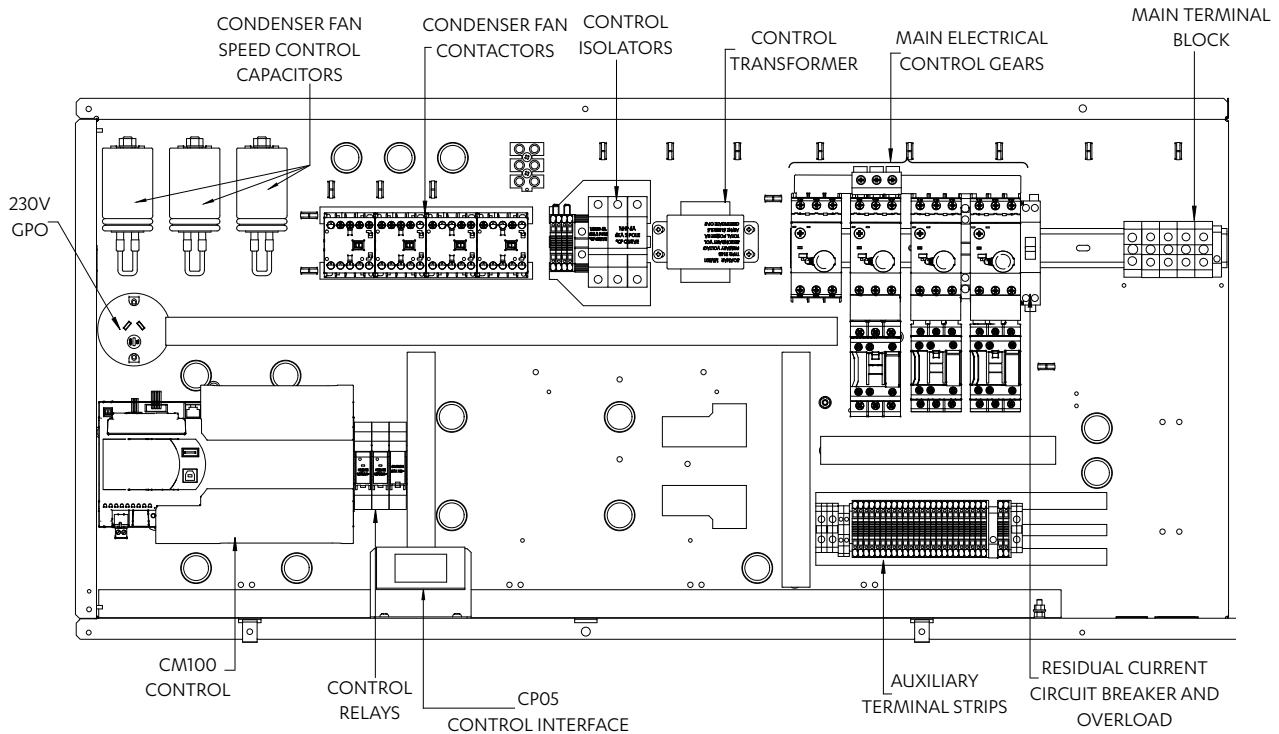 CONDENSER FAN
SPEED CONTROL
CAPACITORS
CONDENSER FAN
CONTACTORS
CONTROL
ISOLATORS
CONTROL
TRANSFORMER
MAIN ELECTRICAL
CONTROL GEARS
MAIN TERMINAL
BLOCK
230V
GPO
CM100
CONTROL
CONTROL
RELAYS
CP05
CONTROL INTERFACE
AUXILIARY
TERMINAL STRIPS
RESIDUAL CURRENT
CIRCUIT BREAKER AND
OVERLOAD